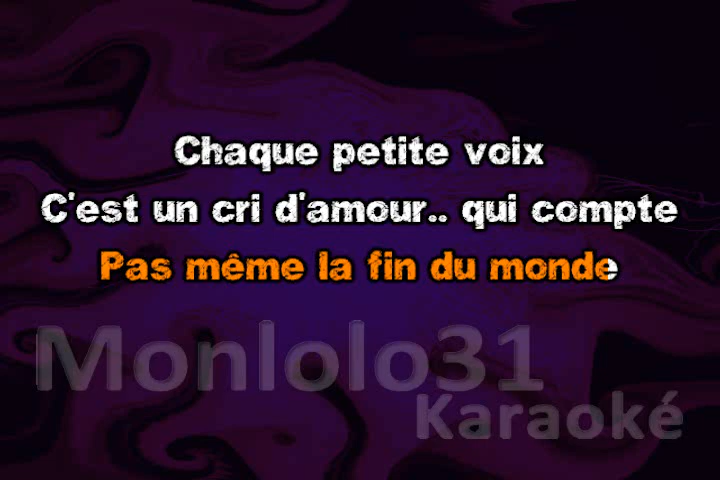 Chaque petite voix
C'est un cri d'amour.. qui compte
Pas même la fin du monde
Monlolo31
Karaoké